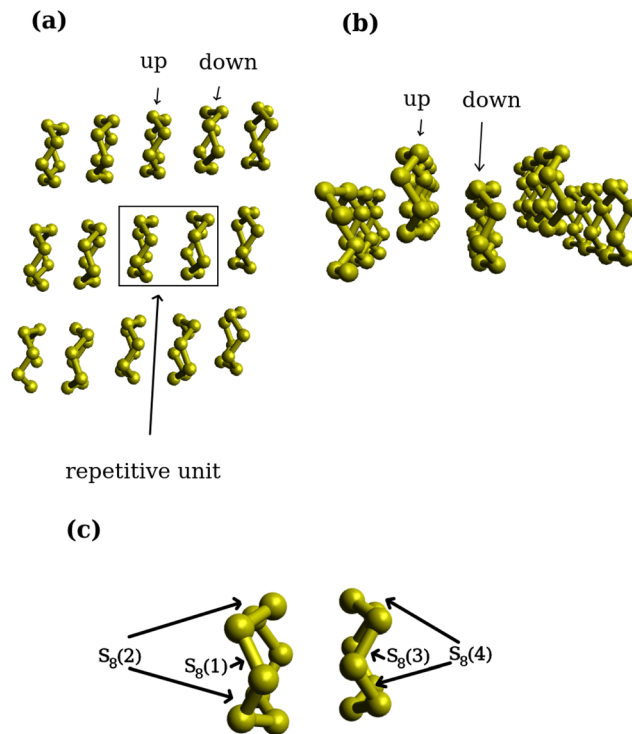 (a)
up down
repetitive unit
(b)
up down
(c)
S₈(2)
S₈(1)
S₈(3)
S₈(4)